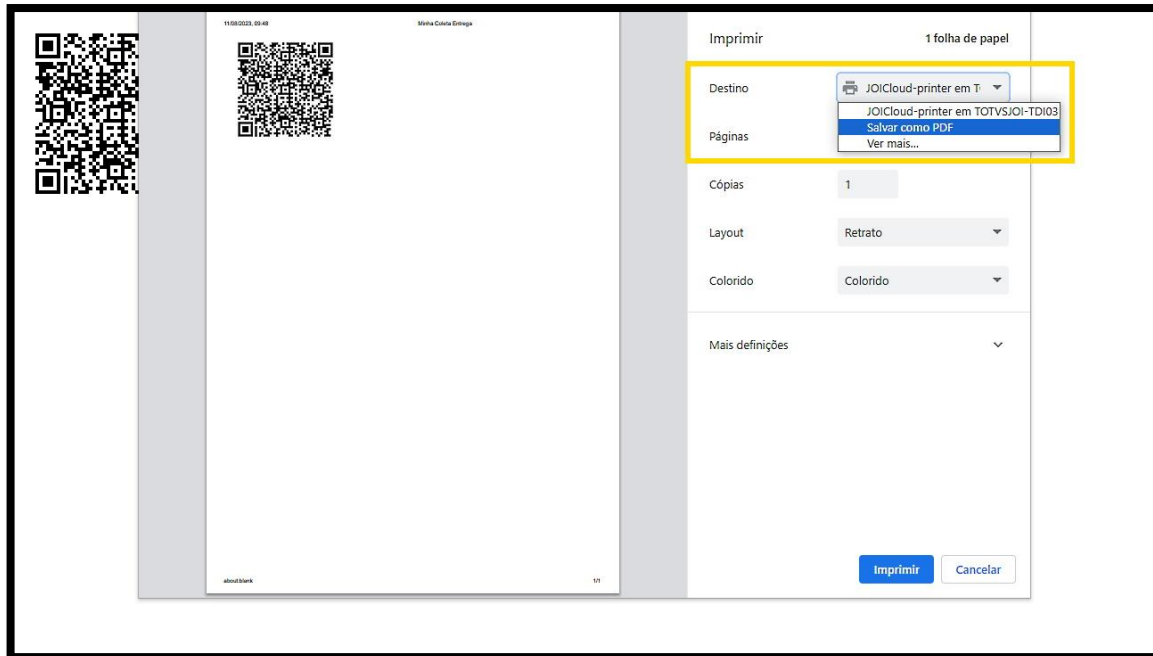 11/08/2023, 09:48 Minha Coleta Entrega
Imprimir 1 folha de papel
Destino JOICloud-printer em T
JOICloud-printer em TOTVSJOI-TDI03
Salvar como PDF
Páginas
Ver mais...
Cópias 1
Layout Retrato
Colorido Colorido
Mais definições
Imprimir Cancelar
about:blank 1/1